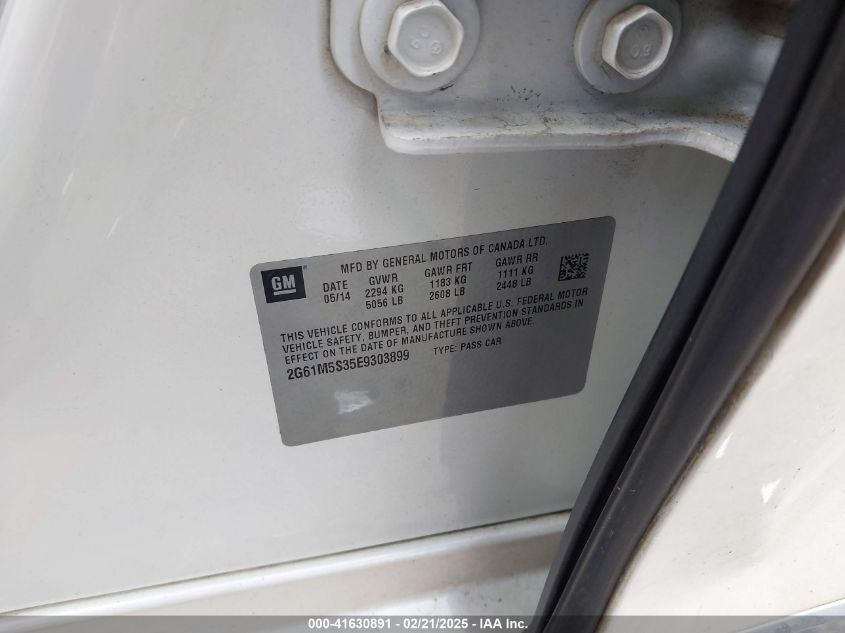 GM
MFD BY GENERAL MOTORS OF CANADA LTD.
DATE GVWR GAWR FRT GAWR RR
05/14 2294 KG 1183 KG 1111 KG
5056 LB 2608 LB 2448 LB
THIS VEHICLE CONFORMS TO ALL APPLICABLE U.S. FEDERAL MOTOR
VEHICLE SAFETY, BUMPER, AND THEFT PREVENTION STANDARDS IN
EFFECT ON THE DATE OF MANUFACTURE SHOWN ABOVE.
2G61M5S35E9303899 TYPE: PASS CAR
000-41630891 / 02/21/2025 - IAA Inc.